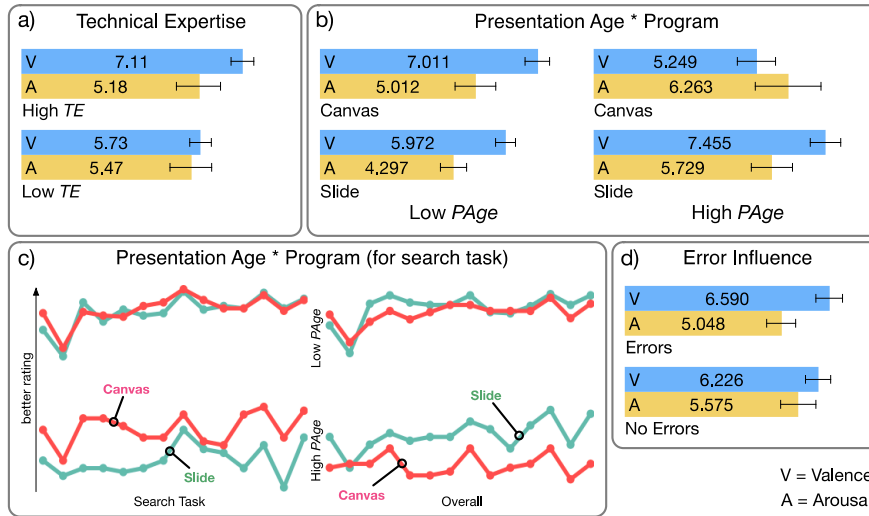 a) Technical Expertise
V 7.11
A 5.18
High TE
V 5.73
A 5.47
Low TE
b) Presentation Age * Program
V 7.011
A 5.012
Canvas
V 5.972
A 4.297
Slide
Low PAge
V 5.249
A 6.263
Canvas
V 7.455
A 5.729
Slide
High PAge
c) Presentation Age * Program (for search task)
better rating
Low PAge
High PAge
Canvas
Slide
Search Task
Slide
Canvas
Overall
d) Error Influence
V 6.590
A 5.048
Errors
V 6.226
A 5.575
No Errors
V = Valence
A = Arousa